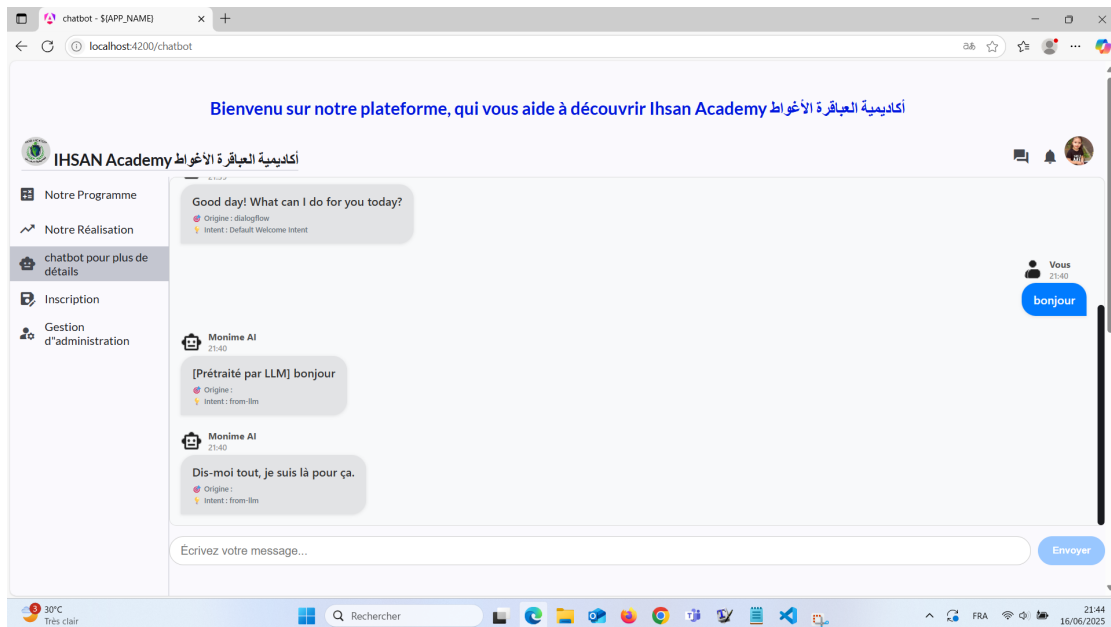 chatbot - $(APP_NAME)
localhost:4200/chatbot
Bienvenu sur notre plateforme, qui vous aide à découvrir Ihsan Academy أكاديمية العباقرة الأغواط
IHSAN Academy أكاديمية العباقرة الأغواط
Notre Programme
Notre Réalisation
chatbot pour plus de
détails
Inscription
Gestion
d"administration
Good day! What can I do for you today?
Origine : dialogflow
Intent : Default Welcome Intent
Vous
21:40
bonjour
Monime AI
21:40
[Prétraité par LLM] bonjour
Origine :
Intent : from-llm
Monime AI
21:40
Dis-moi tout, je suis là pour ça.
Origine :
Intent : from-llm
Écrivez votre message...
Envoyer
3
30°C
Très clair
Rechercher
FRA
21:44
16/06/2025